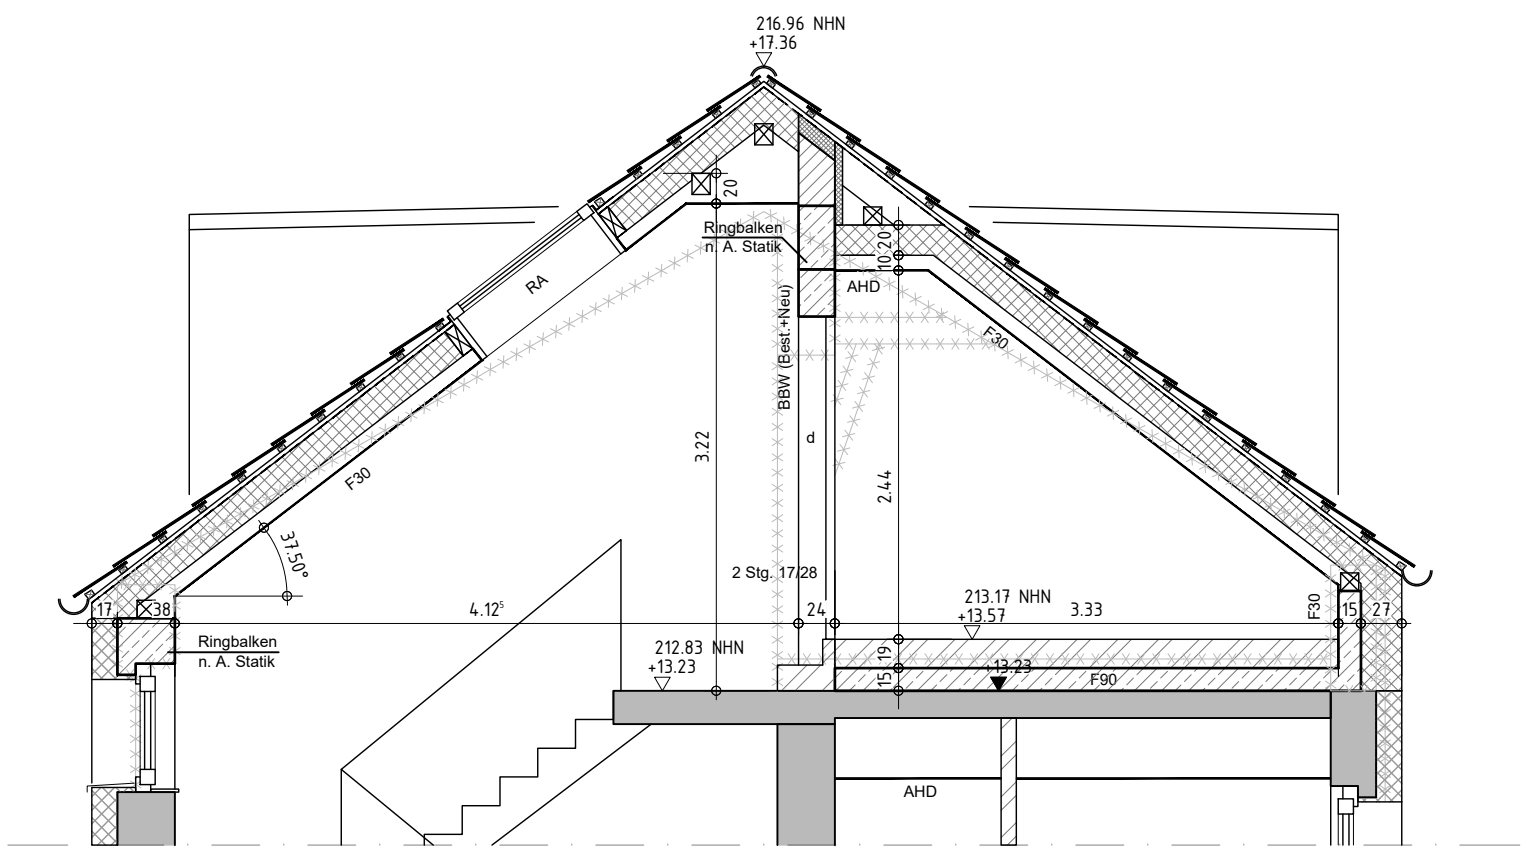 216.96 NHN
+17.36
20
Ringbalken
n. A. Statik
10 20
AHD
RA
F30
BBW (Best.+Neu)
3.22
d
2.44
F30
37.50°
2 Stg. 17/28
17
38
4.12⁵
24
213.17 NHN
+13.57
3.33
F30
15
27
Ringbalken
n. A. Statik
212.83 NHN
+13.23
15 19
+13.23
F90
AHD